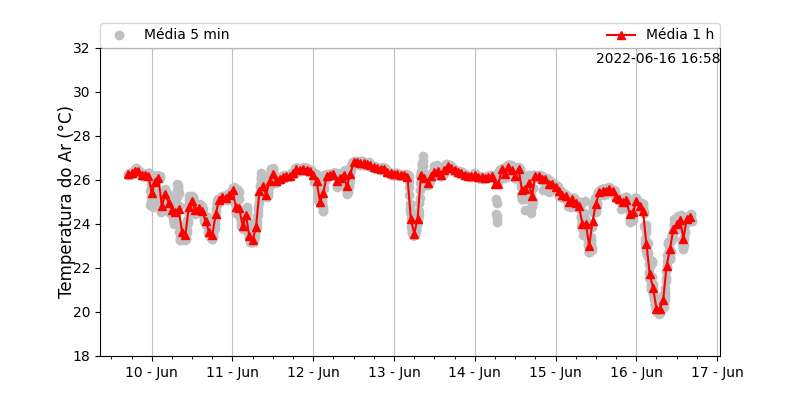 Média 5 min
Média 1 h
2022-06-16 16:58
Temperatura do Ar (°C)
32
30
28
26
24
22
20
18
10 - Jun
11 - Jun
12 - Jun
13 - Jun
14 - Jun
15 - Jun
16 - Jun
17 - Jun